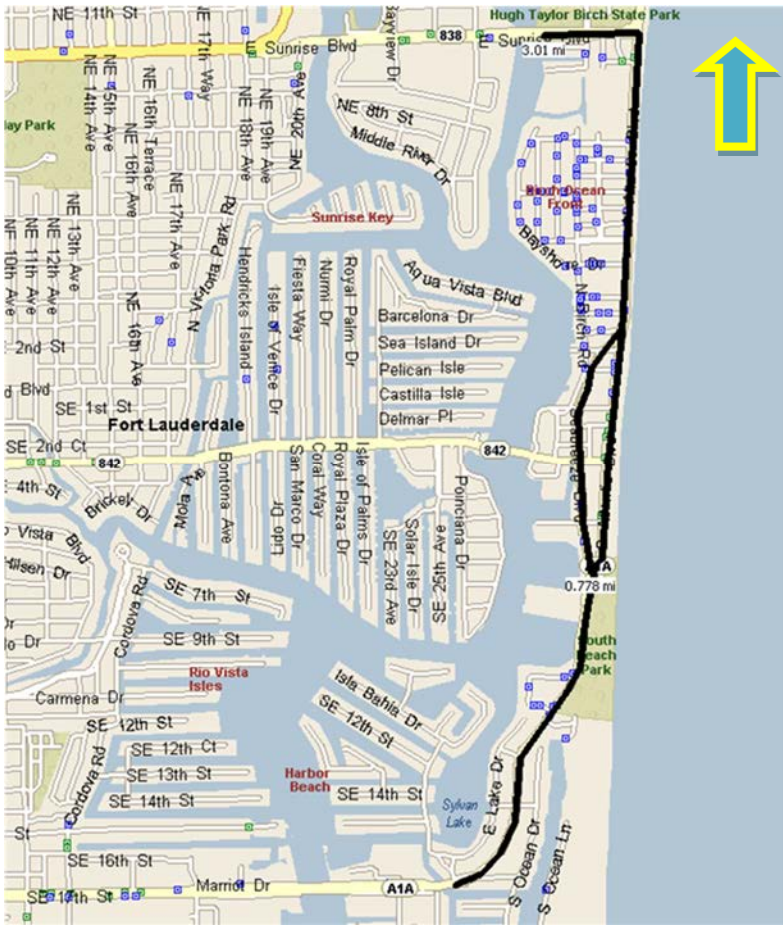 NE 11th St
Hugh Taylor Birch State Park
Sunrise Blvd
838
Sunrise Blvd
3.01 mi
Bayview Dr
NE 17th Way
NE 14th Ave
NE 15th Ave
NE 16th Terrace
NE 16th Ave
NE 17th Ave
NE 18th Ave
NE 19th Ave
NE 20th Ave
NE 8th St
Middle River Dr
Park
Birch Ocean
Front
Sunrise Key
N Victoria Park Rd
NE 10th Ave
NE 11th Ave
NE 12th Ave
NE 13th Ave
NE 16th Ave
Hendricks Island
Isle of Venice Dr
Fiesta Way
Nurmi Dr
Royal Palm Dr
Aqua Vista Blvd
N Birch Rd
Barcelona Dr
Sea Island Dr
Pelican Isle
Castilla Isle
Delmar Pl
2nd St
Blvd
SE 1st St
Fort Lauderdale
SE 2nd Ct
842
842
4th St
Brickel Dr
Bontona Ave
Lido Dr
San Marco Dr
Coral Way
Royal Plaza Dr
Isle of Palms Dr
SE 23rd Ave
Solar Isle Dr
SE 25th Ave
Poinciana Dr
Vista Blvd
Dr
Cordova Rd
0.778 mi
SE 7th St
SE 9th St
South
Beach
Park
Rio Vista
Isles
Isla Bahia Dr
SE 12th St
Carmena Dr
SE 12th St
SE 12th Ct
SE 13th St
SE 14th St
Cordova Rd
Harbor
Beach
SE 14th St
Sylvan
Lake
E Lake Dr
S Ocean Dr
S Ocean Ln
St
SE 16th St
SE 17th St
Marriot Dr
A1A